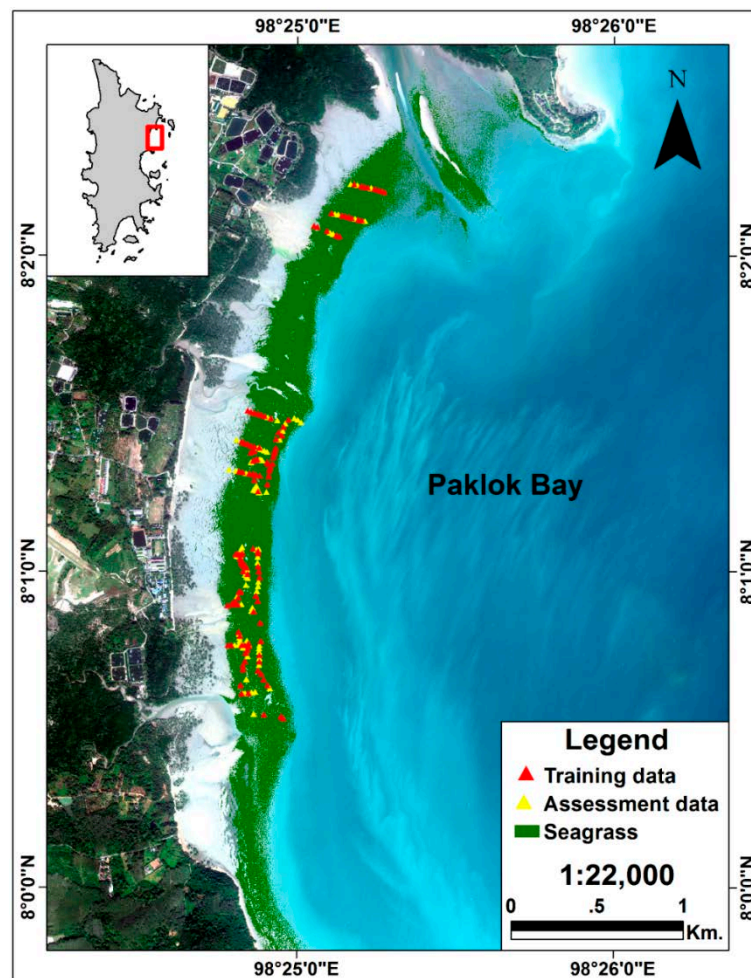 98°25'0"E 98°26'0"E
N
8°2'0"N 8°2'0"N
Paklok Bay
8°1'0"N 8°1'0"N
Legend
Training data
Assessment data
Seagrass
1:22,000
0 .5 1
Km.
8°0'0"N 8°0'0"N
98°25'0"E 98°26'0"E